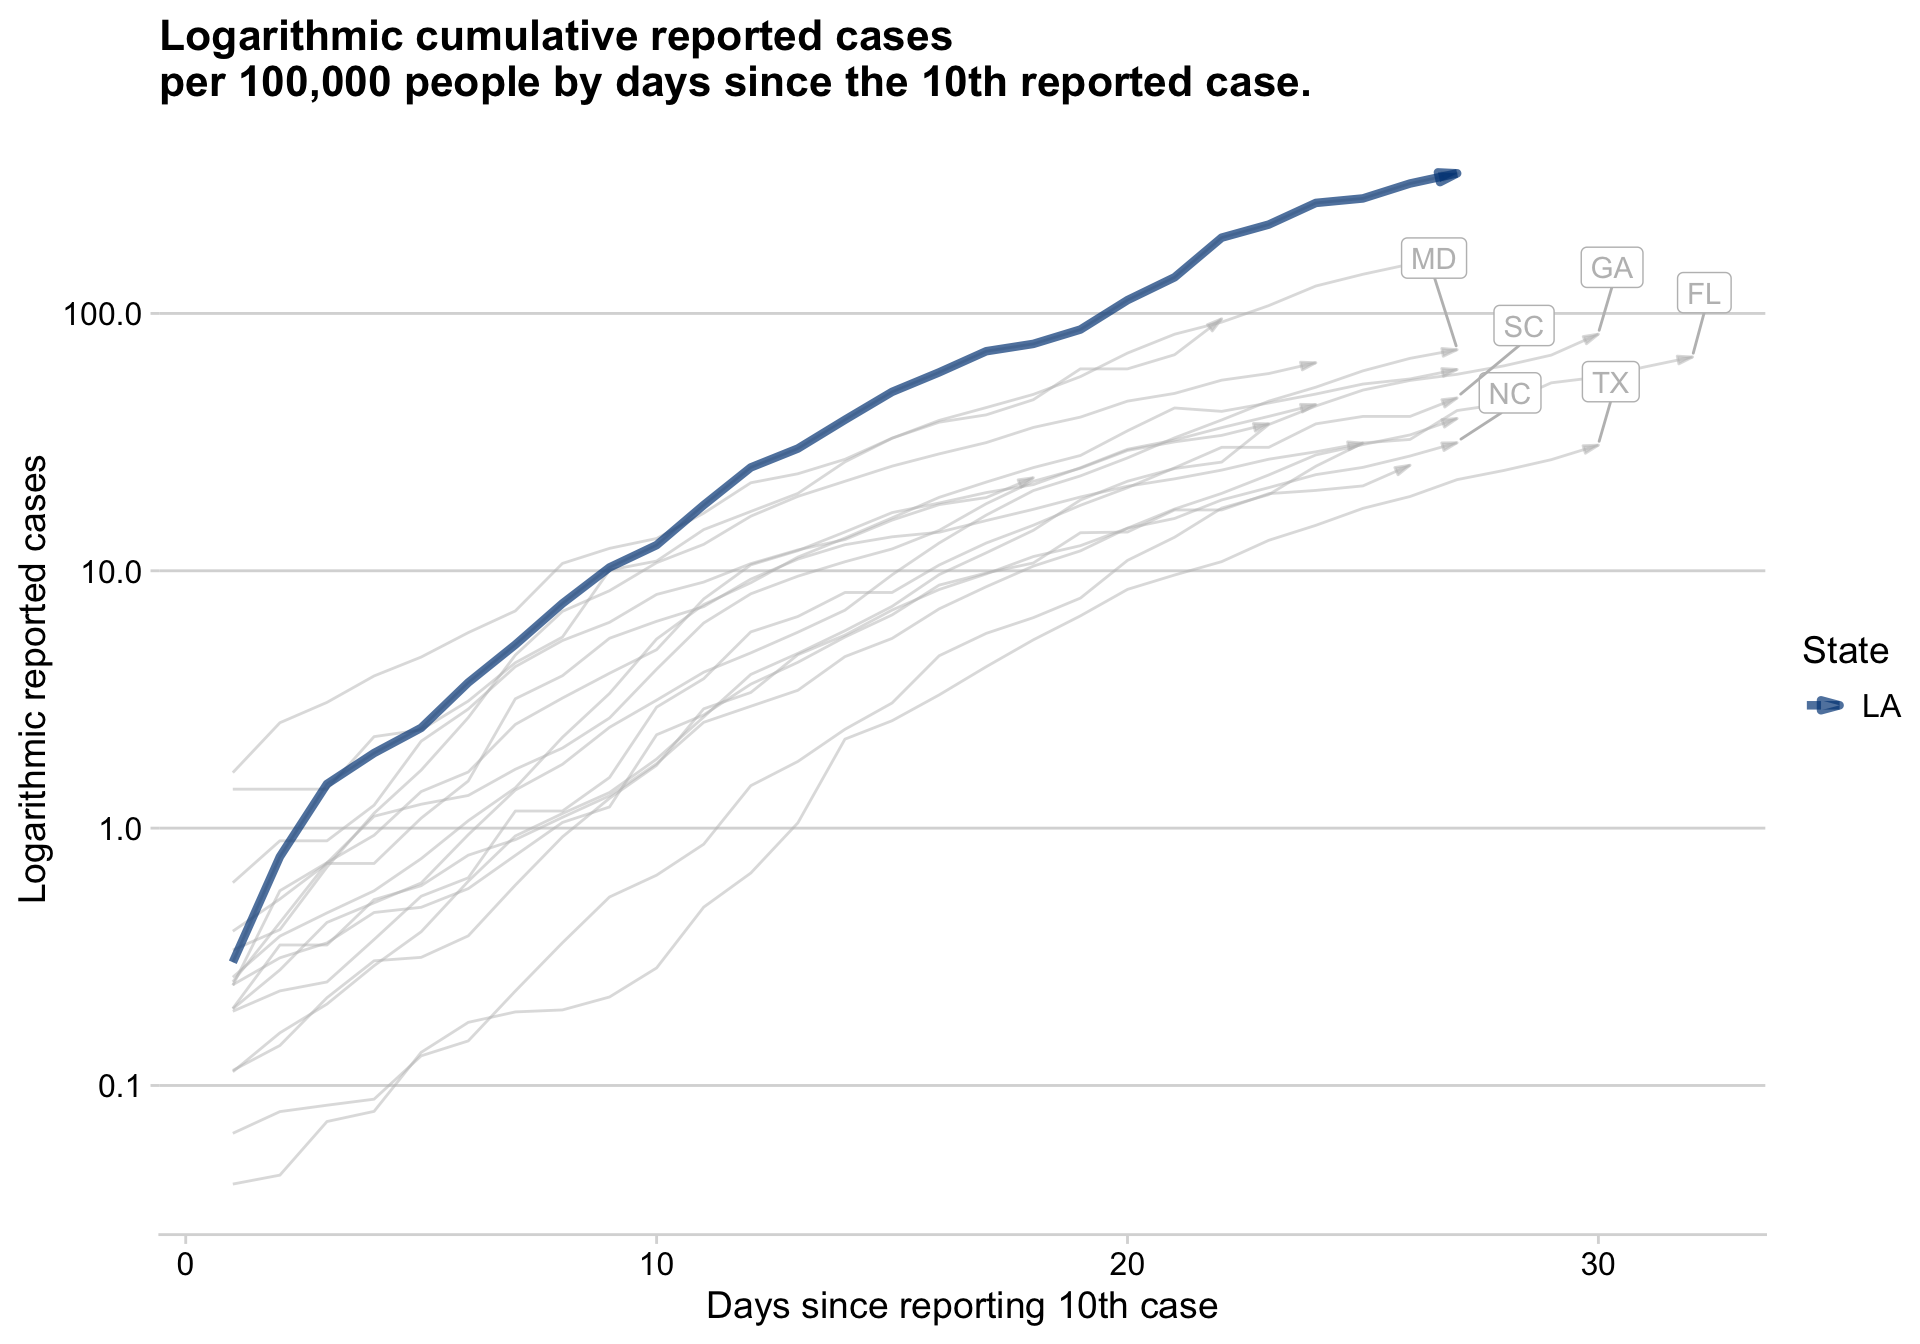 Logarithmic cumulative reported cases
per 100,000 people by days since the 10th reported case.
Logarithmic reported cases
100.0
10.0
1.0
0.1
MD
GA
FL
SC
TX
NC
State
LA
0
10
20
30
Days since reporting 10th case